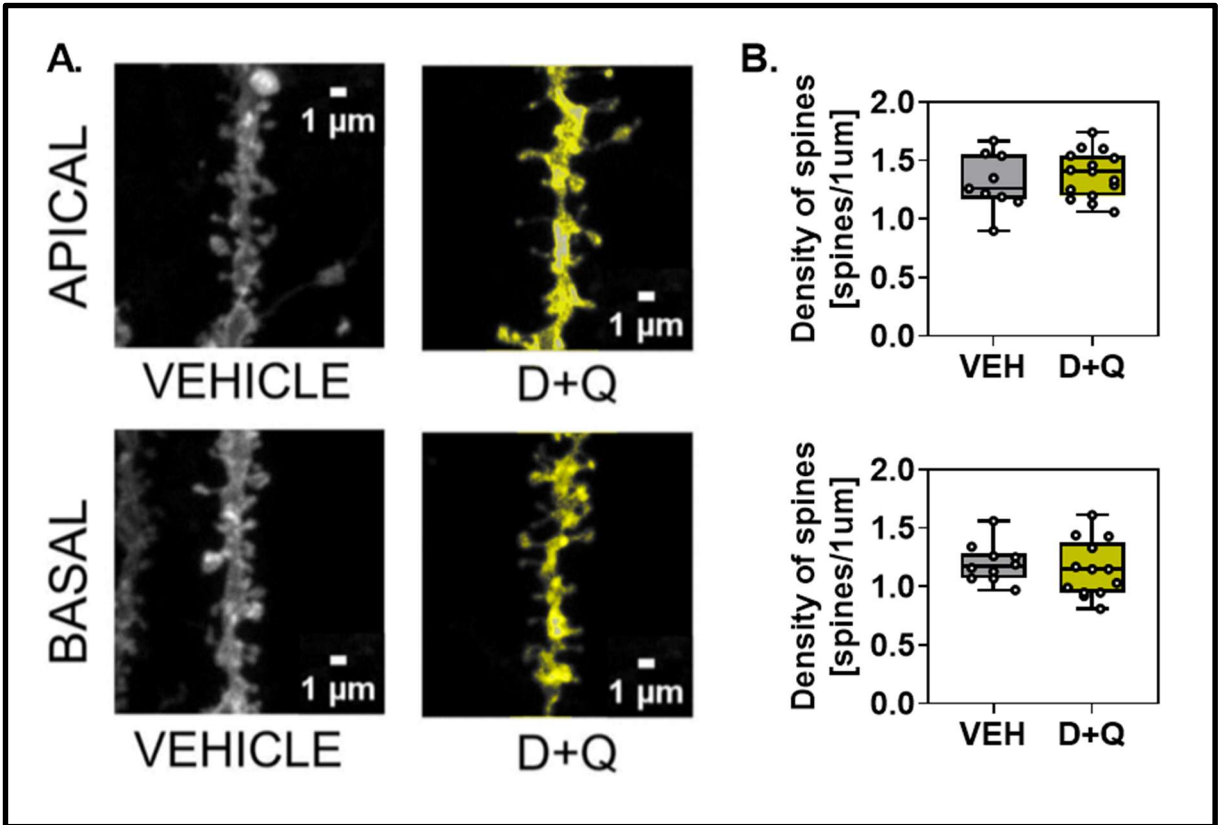 A.
APICAL
1 µm
VEHICLE
1 µm
D+Q
BASAL
1 µm
VEHICLE
1 µm
D+Q
B.
Density of spines
[spines/1um]
2.0
1.5
1.0
0.5
0.0
VEH
D+Q
Density of spines
[spines/1um]
2.0
1.5
1.0
0.5
0.0
VEH
D+Q